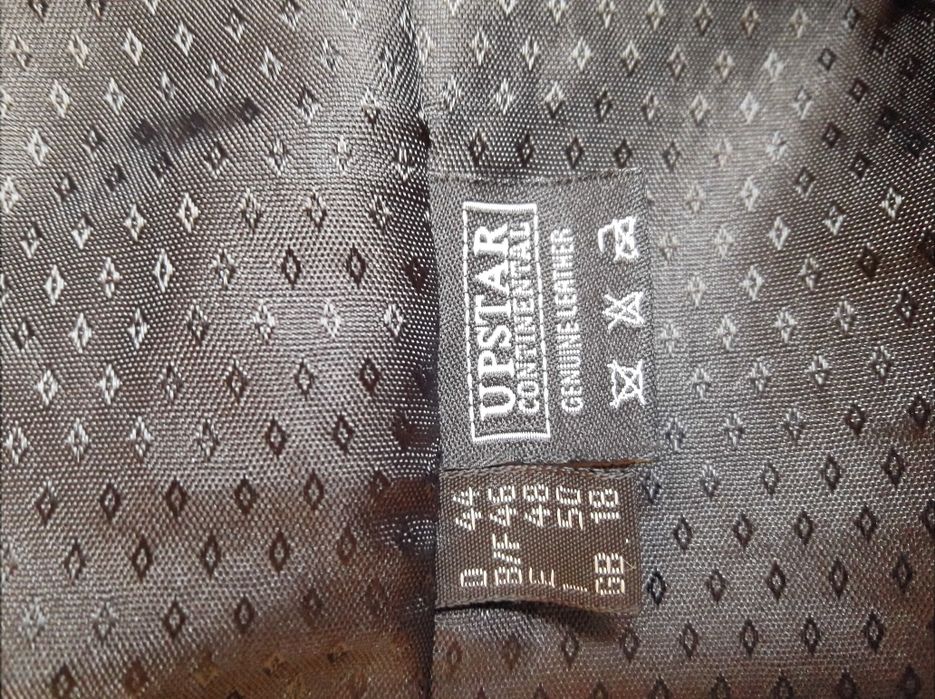 UPSTAR
CONTINENTAL
GENUINE LEATHER
D 44
B/F 46
E 48
I 50
GB 18